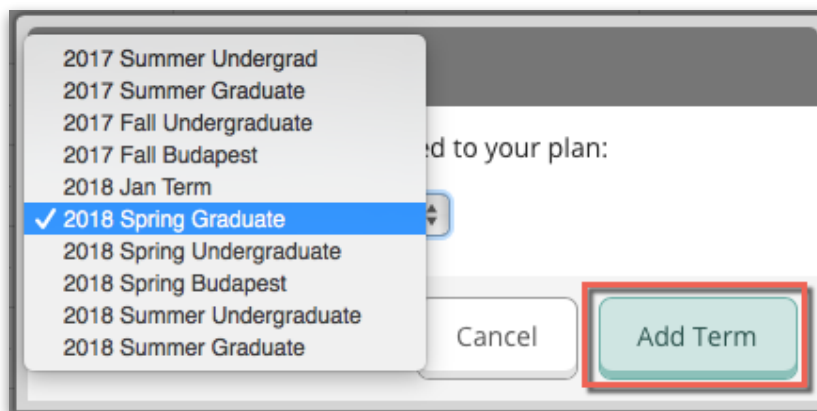 2017 Summer Undergrad
2017 Summer Graduate
2017 Fall Undergraduate
2017 Fall Budapest
2018 Jan Term
✓ 2018 Spring Graduate
2018 Spring Undergraduate
2018 Spring Budapest
2018 Summer Undergraduate
2018 Summer Graduate
to your plan:
Cancel
Add Term